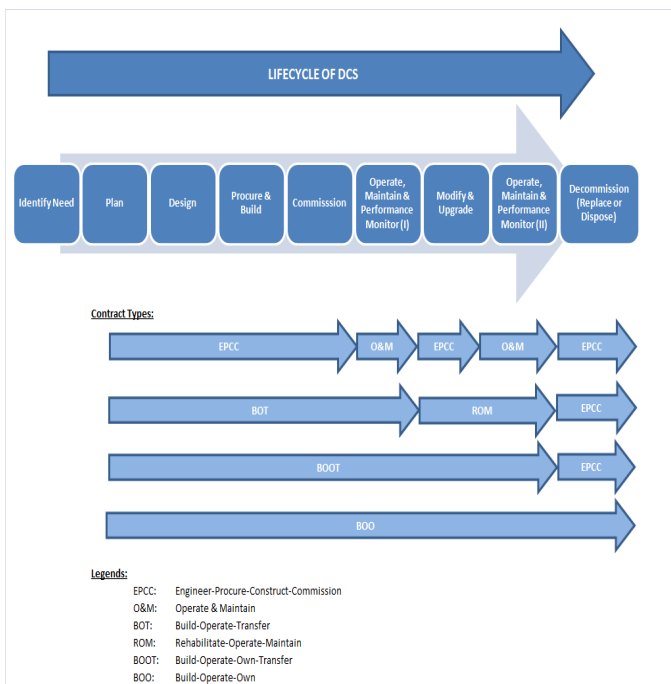 LIFECYCLE OF DCS
Identify Need
Plan
Design
Procure &
Build
Commisssion
Operate,
Maintain &
Performance
Monitor (I)
Modify &
Upgrade
Operate,
Maintain &
Performance
Monitor (II)
Decommission
(Replace or
Dispose)
Contract Types:
EPCC
O&M
EPCC
O&M
EPCC
BOT
ROM
EPCC
BOOT
EPCC
BOO
Legends:
EPCC: Engineer-Procure-Construct-Commission
O&M: Operate & Maintain
BOT: Build-Operate-Transfer
ROM: Rehabilitate-Operate-Maintain
BOOT: Build-Operate-Own-Transfer
BOO: Build-Operate-Own